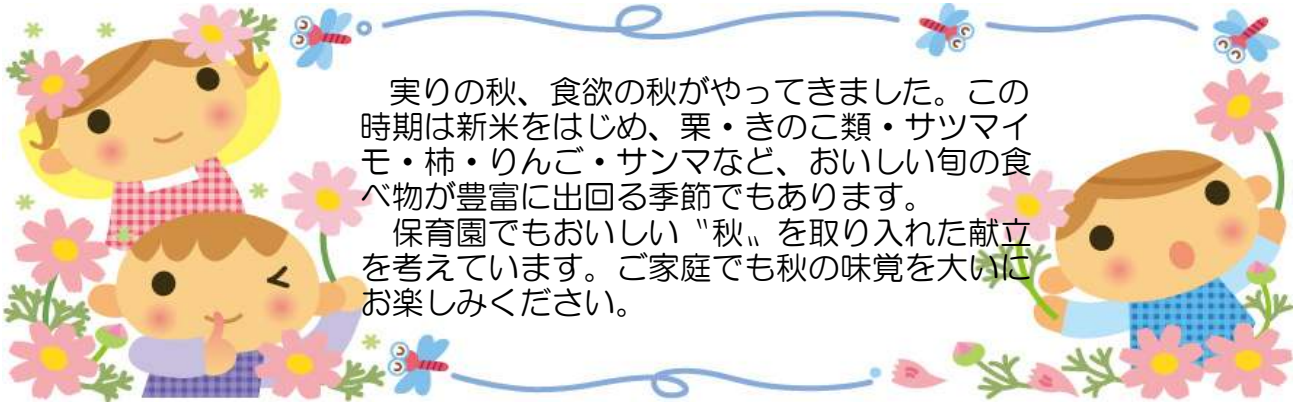 実りの秋、食欲の秋がやってきました。この
時期は新米をはじめ、栗・きのこ類・サツマイ
モ・柿・りんご・サンマなど、おいしい旬の食
べ物が豊富に出回る季節でもあります。
保育園でもおいしい〝秋〟を取り入れた献立
を考えています。ご家庭でも秋の味覚を大いに
お楽しみください。